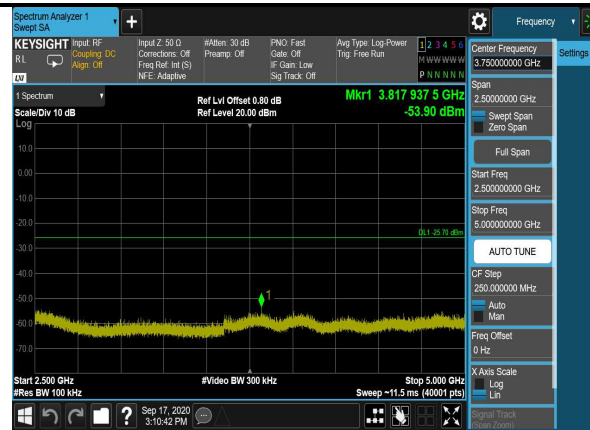 Spectrum Analyzer 1
Swept SA
Frequency
KEYSIGHT
RL
Input: RF
Coupling: DC
Align: Off
Input Z: 50 Ω
Corrections: Off
Freq Ref: Int (S)
NFE: Adaptive
#Atten: 30 dB
Preamp: Off
PNO: Fast
Gate: Off
IF Gain: Low
Sig Track: Off
Avg Type: Log-Power
Trig: Free Run
1 2 3 4 5 6
M W W W W W
P N N N N N
LXI
1 Spectrum
Scale/Div 10 dB
Log
Ref Lvl Offset 0.80 dB
Ref Level 20.00 dBm
Mkr1 3.817 937 5 GHz
-53.90 dBm
10.0
0.00
-10.0
-20.0
DL1 -25.70 dBm
-30.0
-40.0
1
-50.0
-60.0
-70.0
Start 2.500 GHz
#Res BW 100 kHz
#Video BW 300 kHz
Stop 5.000 GHz
Sweep ~11.5 ms (40001 pts)
?
Sep 17, 2020
3:10:42 PM
Center Frequency
3.750000000 GHz
Settings
Span
2.50000000 GHz
Swept Span
Zero Span
Full Span
Start Freq
2.500000000 GHz
Stop Freq
5.000000000 GHz
AUTO TUNE
CF Step
250.000000 MHz
Auto
Man
Freq Offset
0 Hz
X Axis Scale
Log
Lin
Signal Track
(Span Zoom)